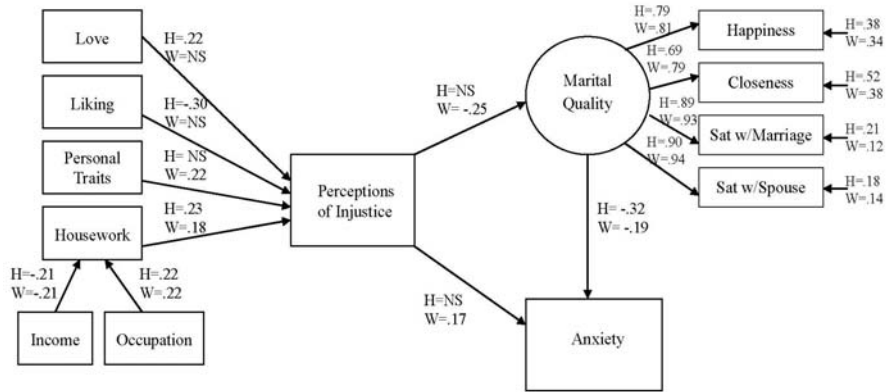 Love
H=.22
W=NS
Liking
H=-.30
W=NS
Personal
Traits
H= NS
W=.22
Housework
H=.23
W=.18
H=-.21
W=-.21
H=.22
W=.22
Income
Occupation
Perceptions
of Injustice
H=NS
W= -.25
H=NS
W=.17
Marital
Quality
H= -.32
W= -.19
Anxiety
H=.79
W=.81
Happiness
H=.38
W=.34
H=.69
W=.79
Closeness
H=.52
W=.38
H=.89
W=.93
Sat w/Marriage
H=.21
W=.12
H=.90
W=.94
Sat w/Spouse
H=.18
W=.14